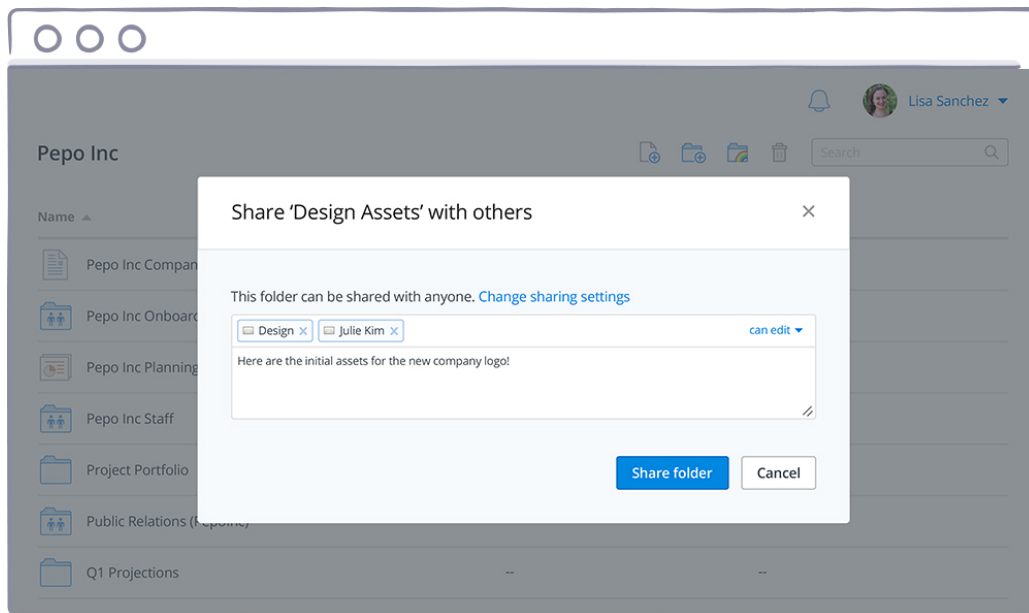 Lisa Sanchez
Pepo Inc
Search
Name
Share ‘Design Assets’ with others
Pepo Inc
This folder can be shared with anyone. Change sharing settings
Pepo Inc
Design Julie Kim can edit
Here are the initial assets for the new company logo!
Pepo Inc Planning
Pepo Inc Staff
Project Portfolio
Share folder Cancel
Public Relations
Q1 Projections -- --